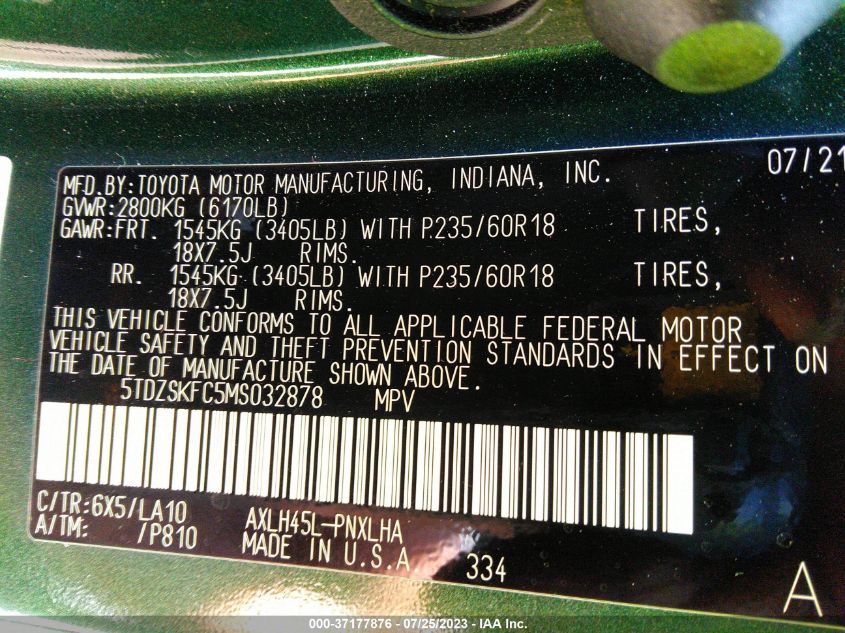 07/21
MFD.BY:TOYOTA MOTOR MANUFACTURING, INDIANA, INC.
GVWR:2800KG (6170LB)
GAWR:FRT. 1545KG (3405LB) WITH P235/60R18 TIRES,
18X7.5J RIMS.
RR. 1545KG (3405LB) WITH P235/60R18 TIRES,
18X7.5J RIMS.
THIS VEHICLE CONFORMS TO ALL APPLICABLE FEDERAL MOTOR
VEHICLE SAFETY AND THEFT PREVENTION STANDARDS IN EFFECT ON
THE DATE OF MANUFACTURE SHOWN ABOVE.
5TDZSKFC5MS032878 MPV
C/TR:6X5/LA10 AXLH45L-PNXLHA
A/TM: /P810 MADE IN U.S.A. 334
A
000-37177876 - 07/25/2023 - IAA Inc.